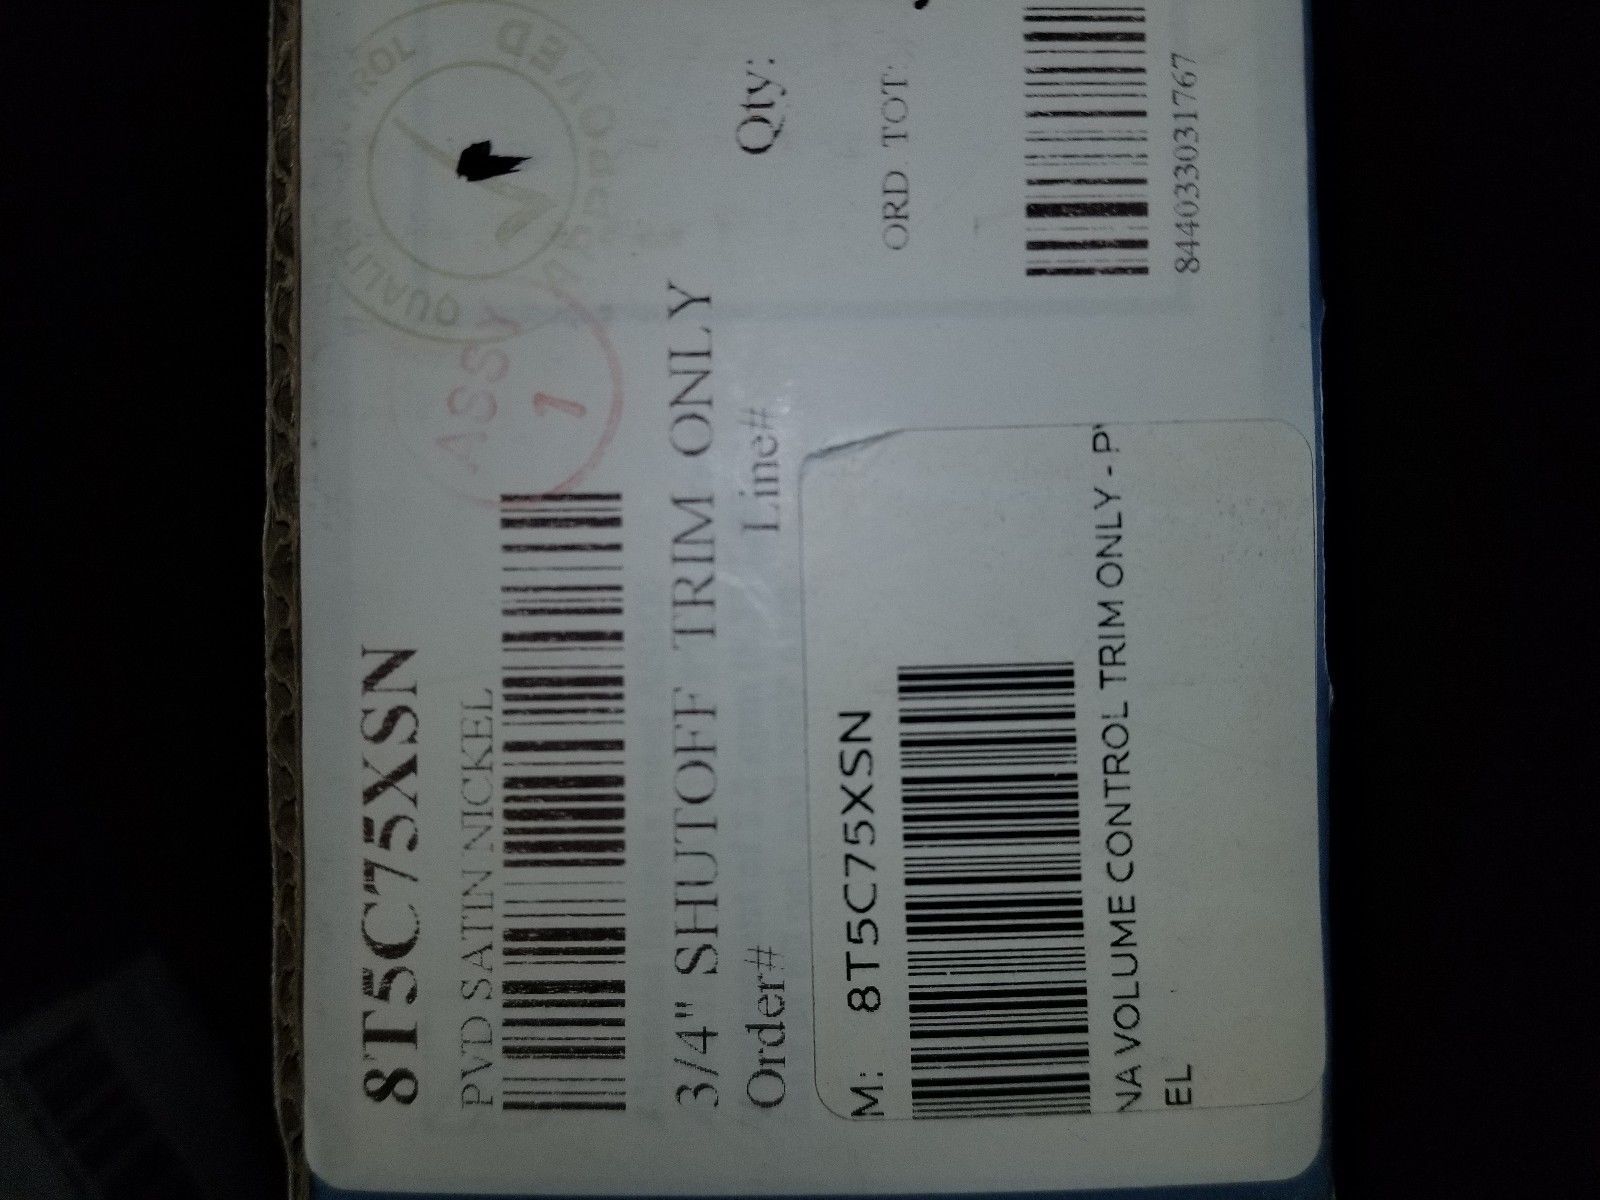 8T5C75XSN
PVD SATIN NICKEL
3/4" SHUTOFF TRIM ONLY
Order# Line# Qty:
ORD. TOT:
844033031767
M: 8T5C75XSN
NA VOLUME CONTROL TRIM ONLY - P
EL
QUALITY
ASSY
1